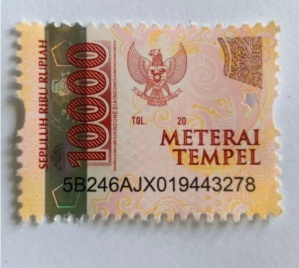 SEPULUH RIBU RUPIAH
10000
TGL. 20
METERAI
TEMPEL
5B246AJX019443278